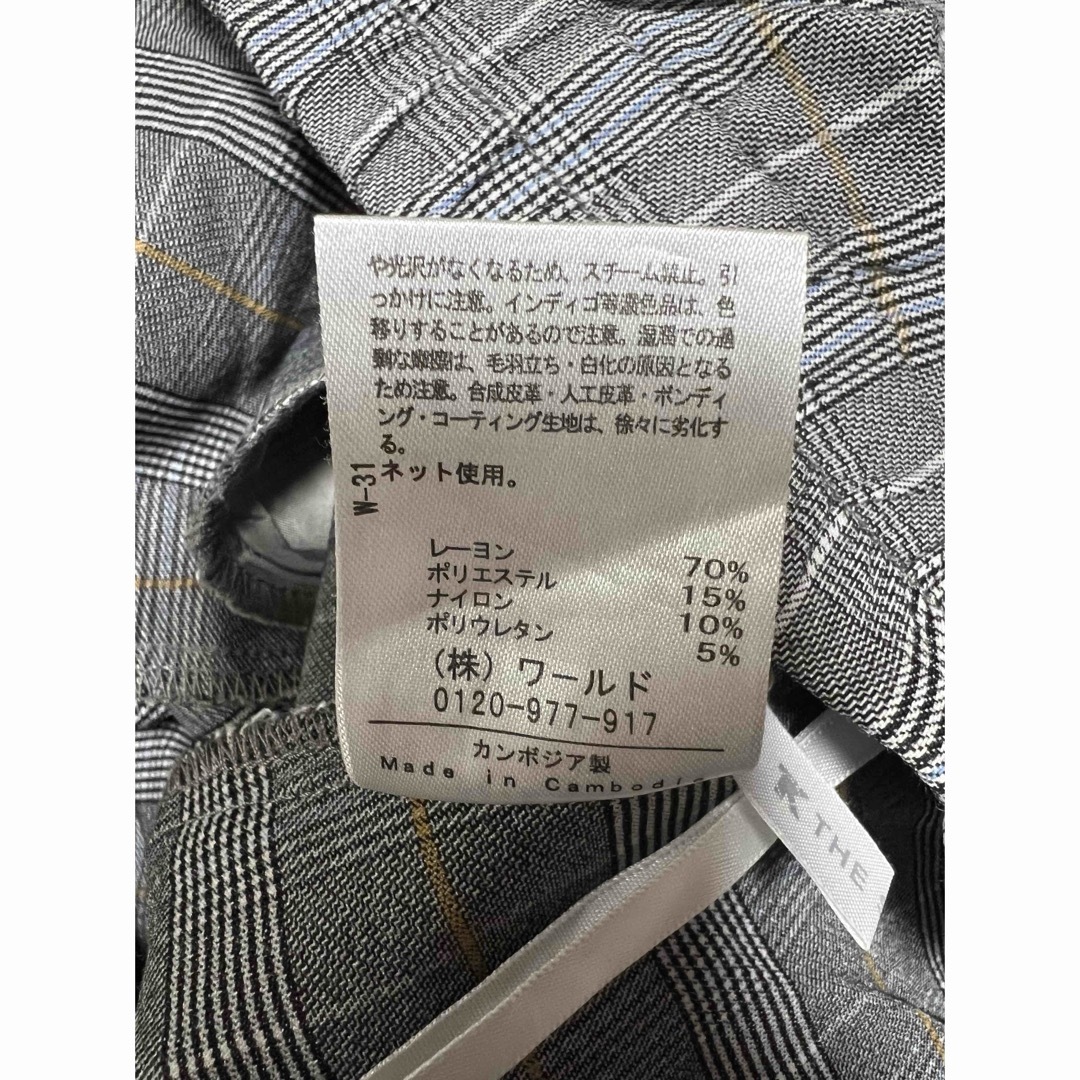 や光沢がなくなるため、スチーム禁止。引
っかけに注意。インディゴ等濃色品は、色
移りすることがあるので注意。湿潤での過
剰な摩擦は、毛羽立ち・白化の原因となる
ため注意。合成皮革・人工皮革・ボンディ
ング・コーティング生地は、徐々に劣化す
る。
ネット使用。
W-31
レーヨン 70%
ポリエステル 15%
ナイロン 10%
ポリウレタン 5%
(株) ワールド
0120-977-917
カンボジア製
Made in Cambodi
THE